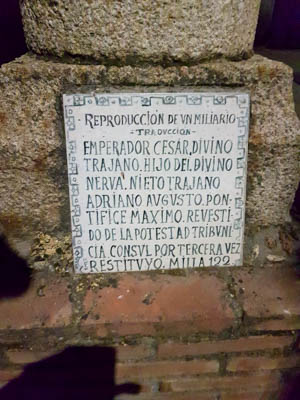 REPRODUCCIÓN DE VN MILIARIO
-TRADUCCION-
EMPERADOR CESAR, DIVINO
TRAJANO. HIJO DEL DIVINO
NERVA. NIETO TRAJANO
ADRIANO AVGVSTO. PON-
TIFICE MAXIMO. REVESTI-
DO DE LA POTESTAD TRIBVNI
CIA CONSVL POR TERCERA VEZ
RESTITVYO. MILLA 122